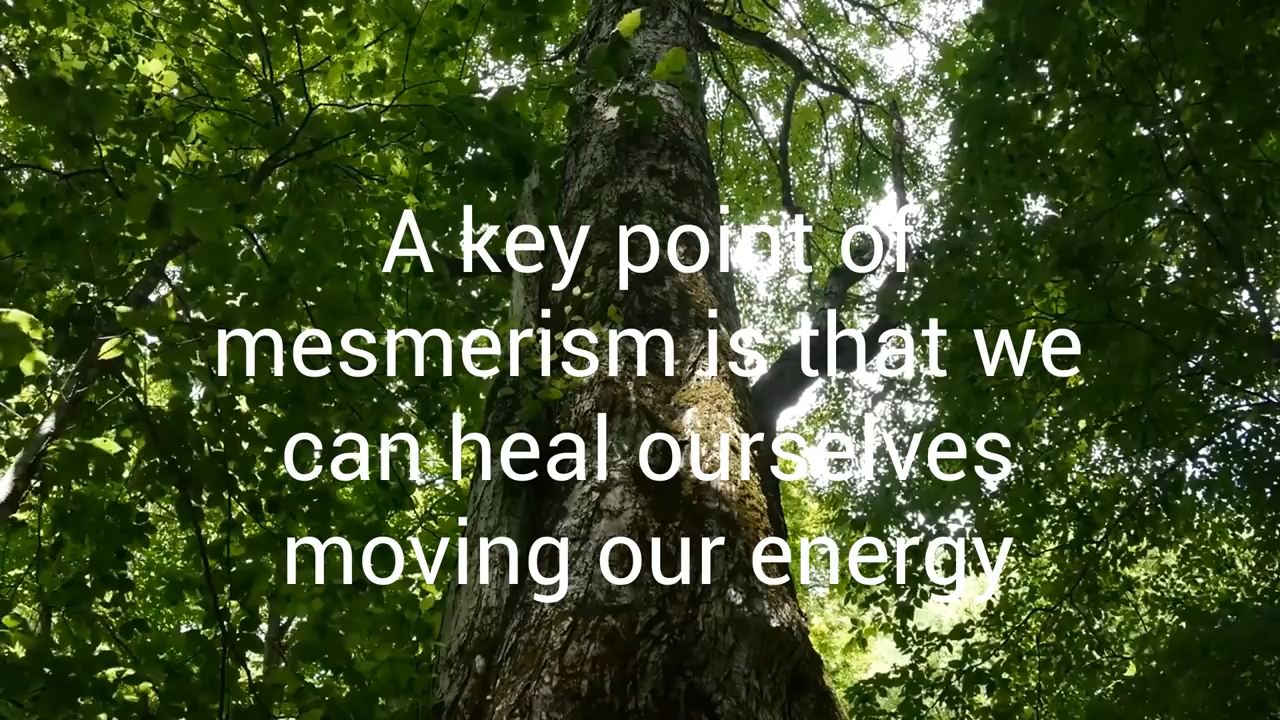 A key point of
mesmerism is that we
can heal ourselves
moving our energy